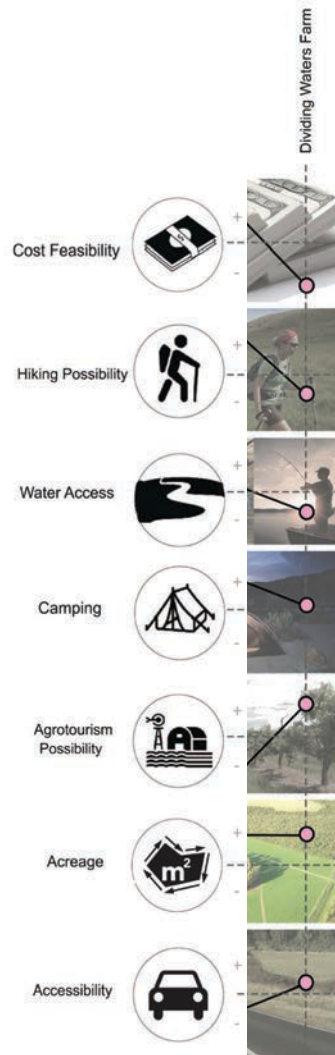 Dividing Waters Farm
Cost Feasibility
+
-
Hiking Possibility
+
-
Water Access
+
-
Camping
+
-
Agrotourism
Possibility
+
-
Acreage
m²
+
-
Accessibility
+
-